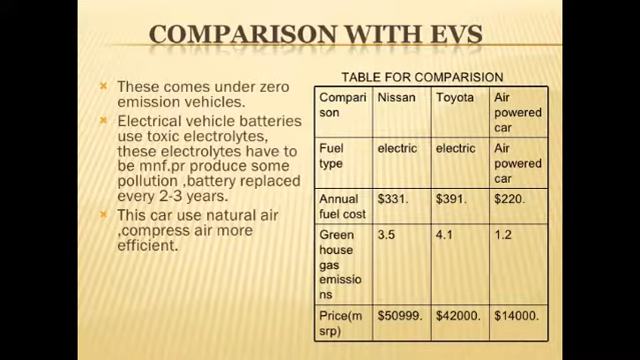 COMPARISON WITH EVS
These comes under zero
emission vehicles.
Electrical vehicle batteries
use toxic electrolytes,
these electrolytes have to
be mnf.pr produce some
pollution ,battery replaced
every 2-3 years.
This car use natural air
,compress air more
efficient.
TABLE FOR COMPARISION
Compari
son
Nissan
Toyota
Air
powered
car
Fuel
type
electric
electric
Air
powered
car
Annual
fuel cost
$331.
$391.
$220.
Green
house
gas
emissio
ns
3.5
4.1
1.2
Price(m
srp)
$50999.
$42000.
$14000.